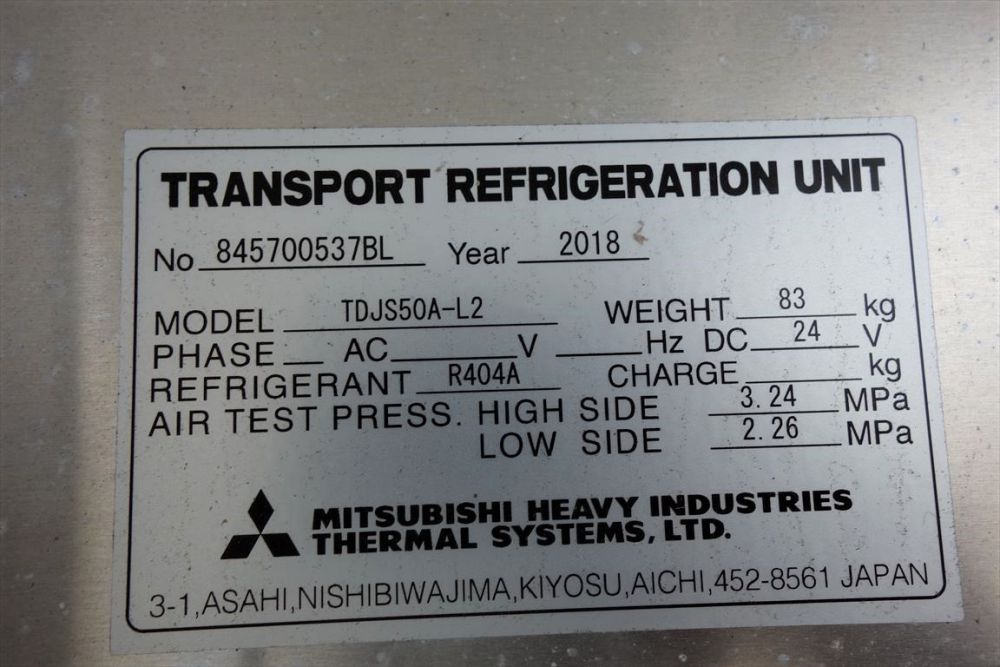 TRANSPORT REFRIGERATION UNIT
No 845700537BL Year 2018
MODEL TDJS50A-L2 WEIGHT 83 kg
PHASE AC V Hz DC 24 V
REFRIGERANT R404A CHARGE kg
AIR TEST PRESS. HIGH SIDE 3.24 MPa
LOW SIDE 2.26 MPa
MITSUBISHI HEAVY INDUSTRIES
THERMAL SYSTEMS, LTD.
3-1,ASAHI,NISHIBIWAJIMA,KIYOSU,AICHI,452-8561 JAPAN